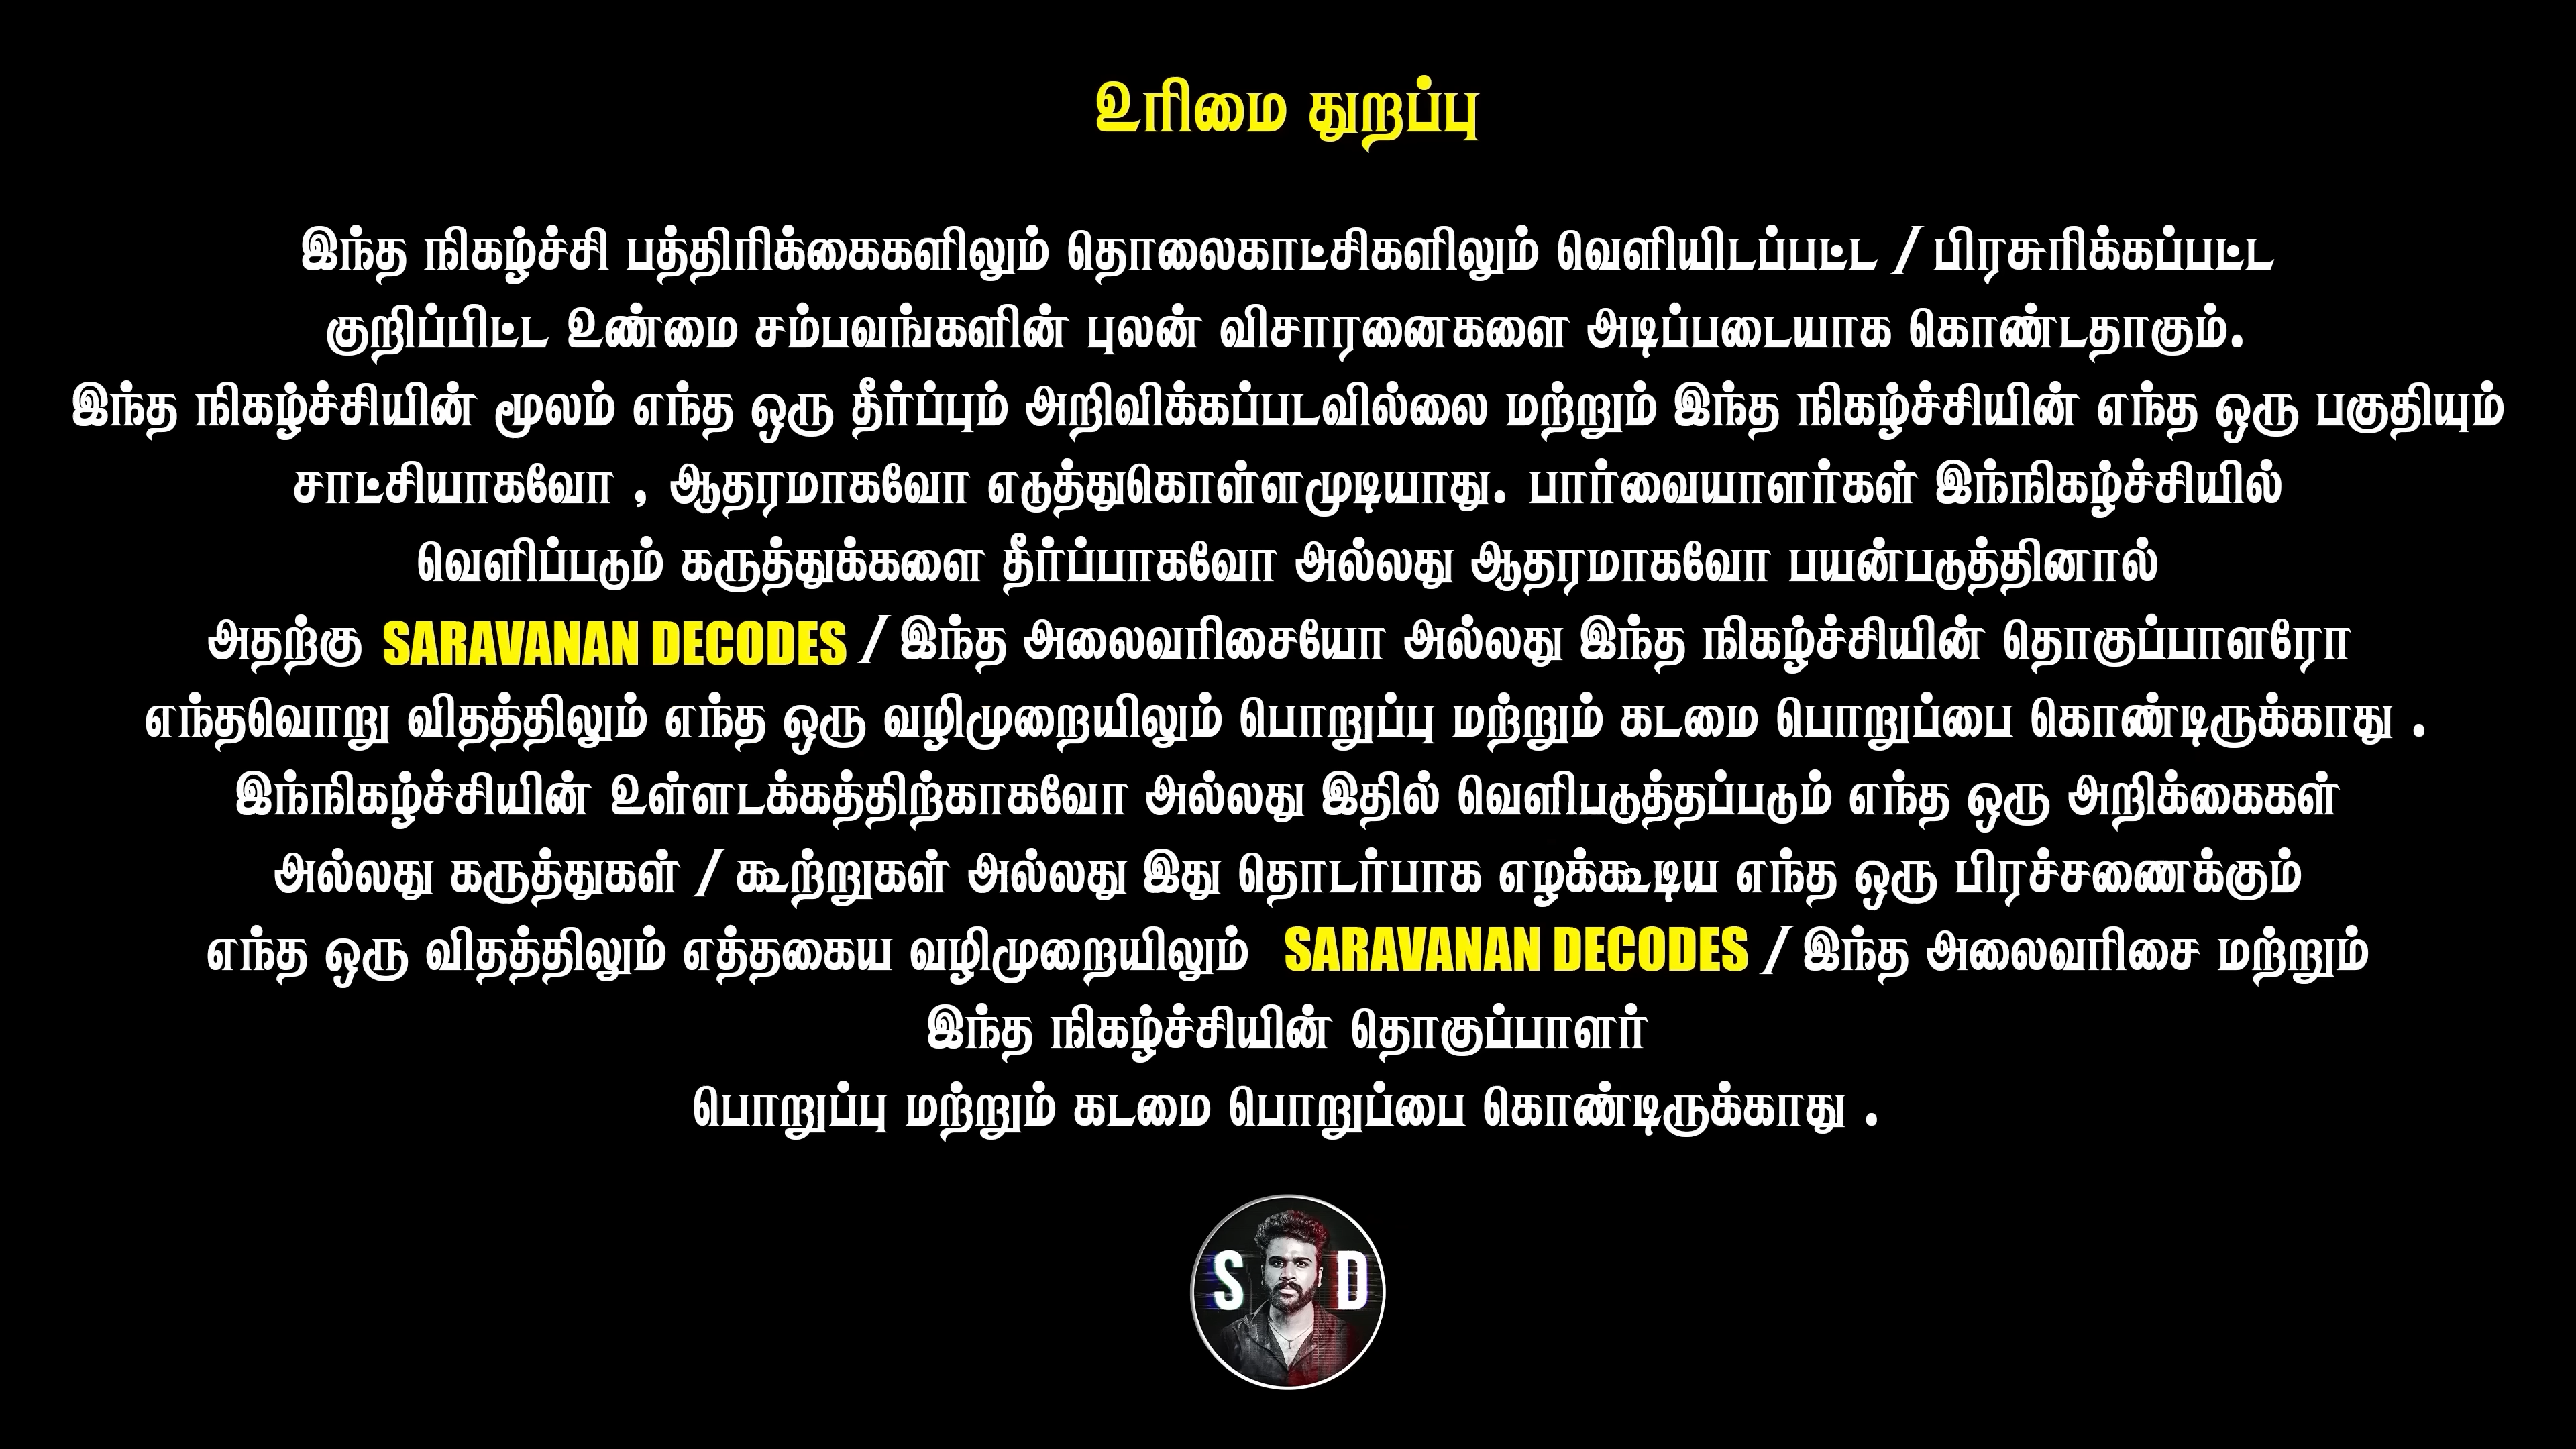 உரிமை துறப்பு
இந்த நிகழ்ச்சி பத்திரிக்கைகளிலும் தொலைகாட்சிகளிலும் வெளியிடப்பட்ட / பிரசுரிக்கப்பட்ட
குறிப்பிட்ட உண்மை சம்பவங்களின் புலன் விசாரனைகளை அடிப்படையாக கொண்டதாகும்.
இந்த நிகழ்ச்சியின் மூலம் எந்த ஒரு தீர்ப்பும் அறிவிக்கப்படவில்லை மற்றும் இந்த நிகழ்ச்சியின் எந்த ஒரு பகுதியும்
சாட்சியாகவோ , ஆதரமாகவோ எடுத்துகொள்ளமுடியாது. பார்வையாளர்கள் இந்நிகழ்ச்சியில்
வெளிப்படும் கருத்துக்களை தீர்ப்பாகவோ அல்லது ஆதரமாகவோ பயன்படுத்தினால்
அதற்கு SARAVANAN DECODES / இந்த அலைவரிசையோ அல்லது இந்த நிகழ்ச்சியின் தொகுப்பாளரோ
எந்தவொறு விதத்திலும் எந்த ஒரு வழிமுறையிலும் பொறுப்பு மற்றும் கடமை பொறுப்பை கொண்டிருக்காது .
இந்நிகழ்ச்சியின் உள்ளடக்கத்திற்காகவோ அல்லது இதில் வெளிபடுத்தப்படும் எந்த ஒரு அறிக்கைகள்
அல்லது கருத்துகள் / கூற்றுகள் அல்லது இது தொடர்பாக எழக்கூடிய எந்த ஒரு பிரச்சணைக்கும்
எந்த ஒரு விதத்திலும் எத்தகைய வழிமுறையிலும் SARAVANAN DECODES / இந்த அலைவரிசை மற்றும்
இந்த நிகழ்ச்சியின் தொகுப்பாளர்
பொறுப்பு மற்றும் கடமை பொறுப்பை கொண்டிருக்காது .
S D